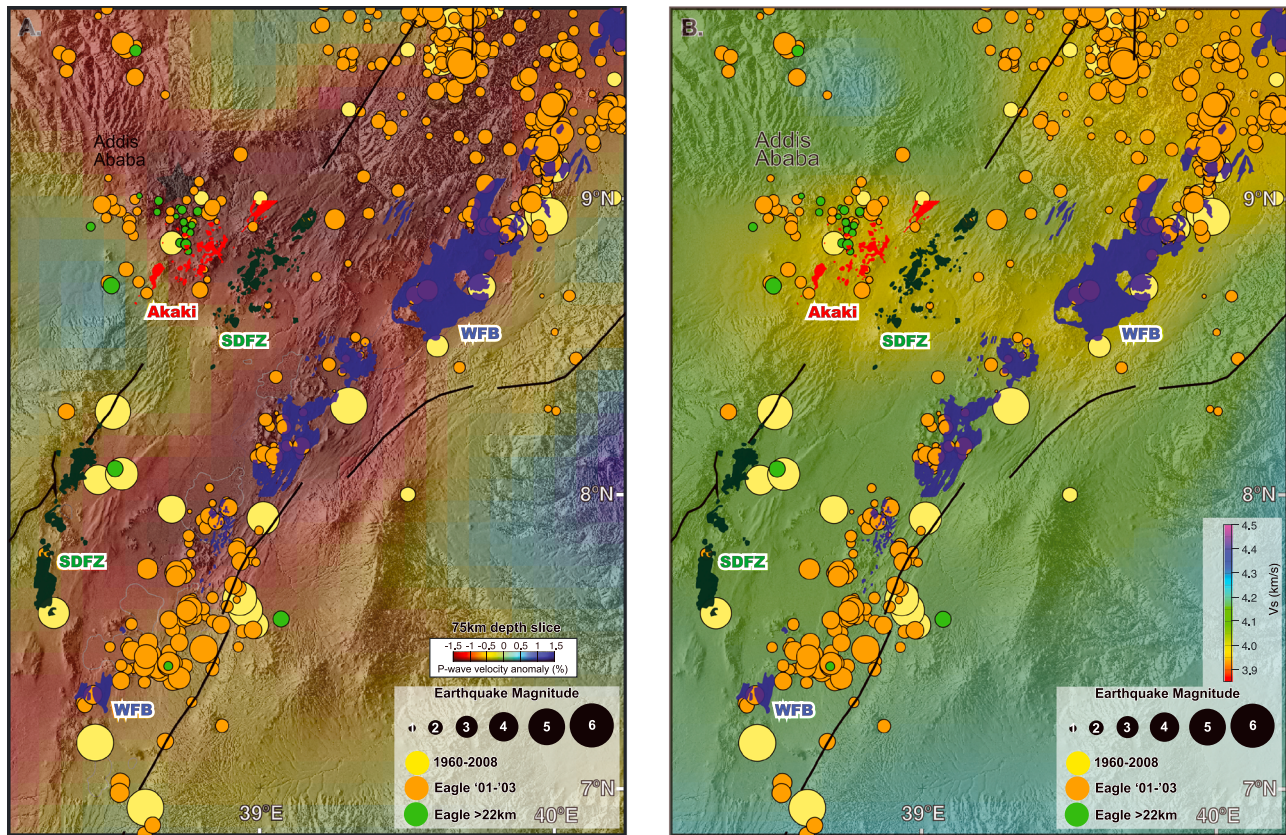 A.
Addis
Ababa
9°N
Akaki
SDFZ
WFB
8°N
SDFZ
75km depth slice
-1.5 -1 -0.5 0 0.5 1 1.5
P-wave velocity anomaly (%)
WFB
Earthquake Magnitude
2 3 4 5 6
1960-2008
Eagle ‘01-’03
Eagle >22km
7°N
39°E
40°E
B.
Addis
Ababa
9°N
Akaki
SDFZ
WFB
8°N
4.5
4.4
4.3
4.2
4.1
4.0
3.9
Vs (km/s)
SDFZ
WFB
Earthquake Magnitude
2 3 4 5 6
1960-2008
Eagle ‘01-’03
Eagle >22km
7°N
39°E
40°E